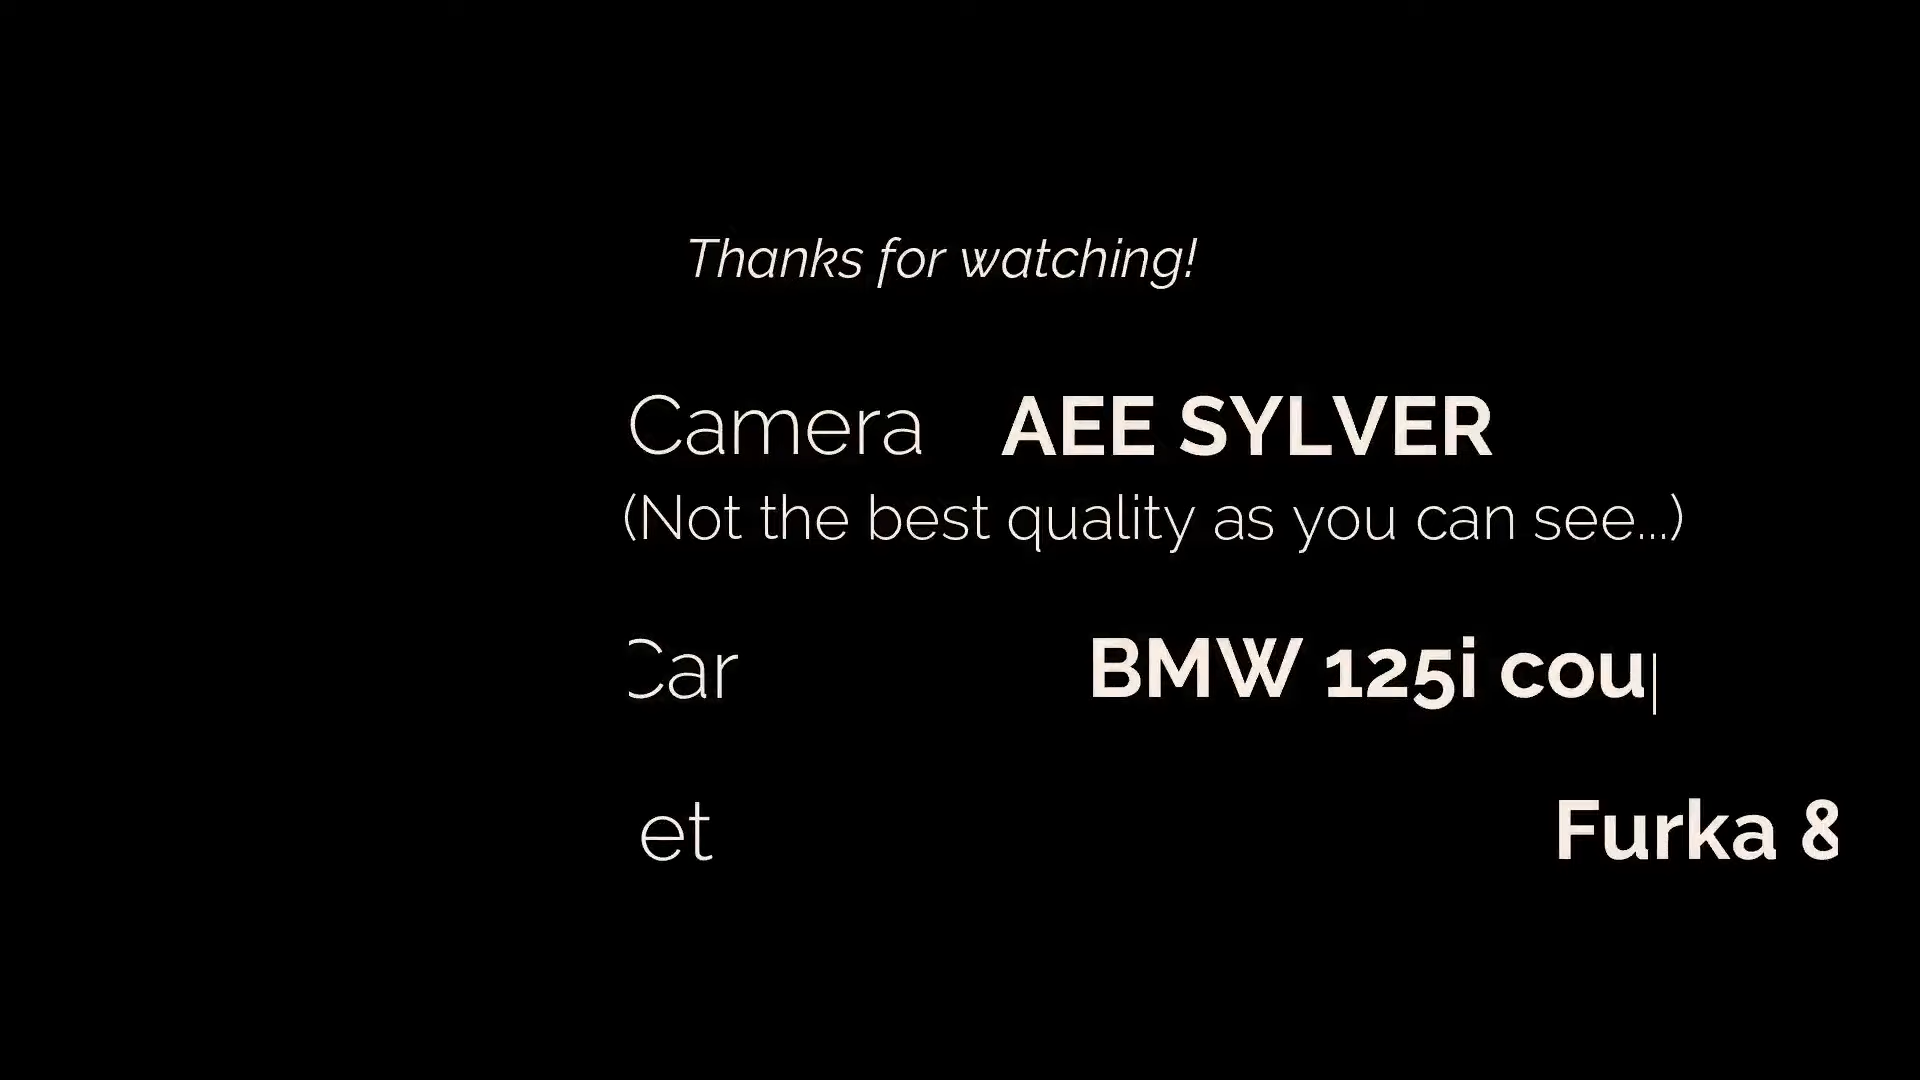 Thanks for watching!
Camera AEE SYLVER
(Not the best quality as you can see...)
Car BMW 125i cou
et Furka &